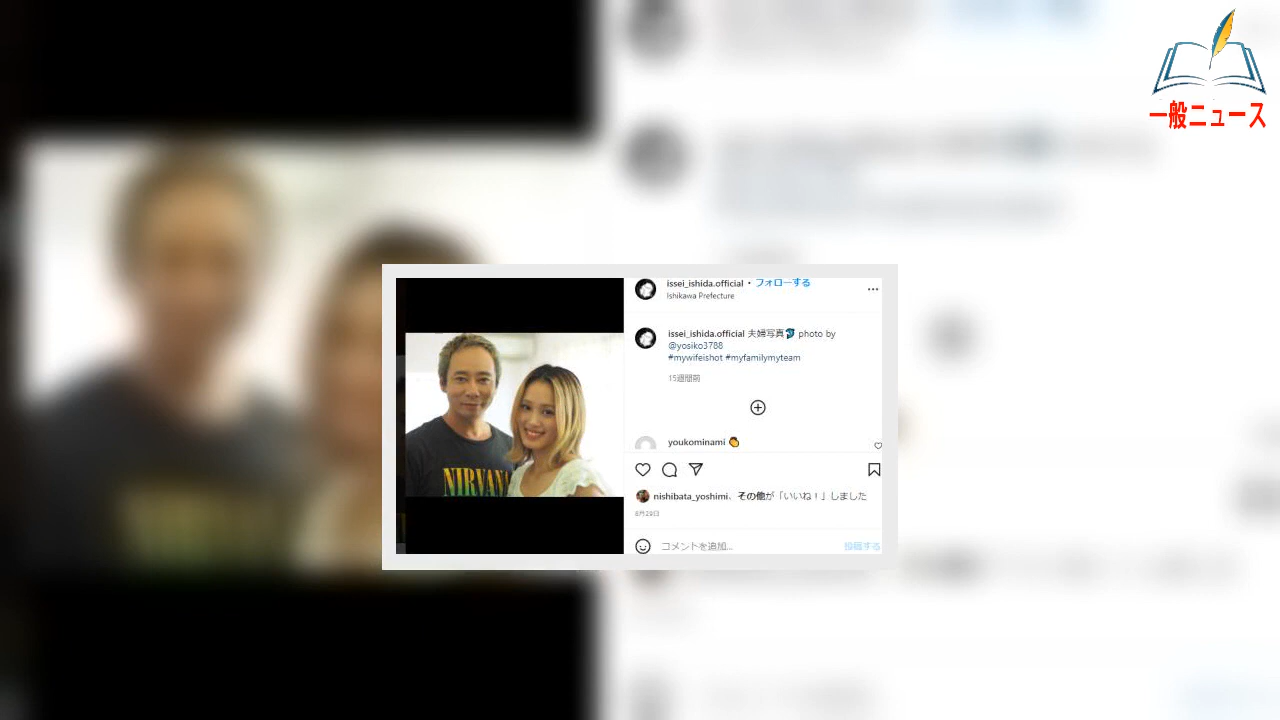 一般ニュース
issei_ishida.official • フォローする
Ishikawa Prefecture
issei_ishida.official 夫婦写真 photo by
@yosiko3788
#mywifeishot #myfamilymyteam
15週間前
youkominami
NIRVANA
nishibata_yoshimi、その他が「いいね！」しました
8月29日
コメントを追加...
投稿する